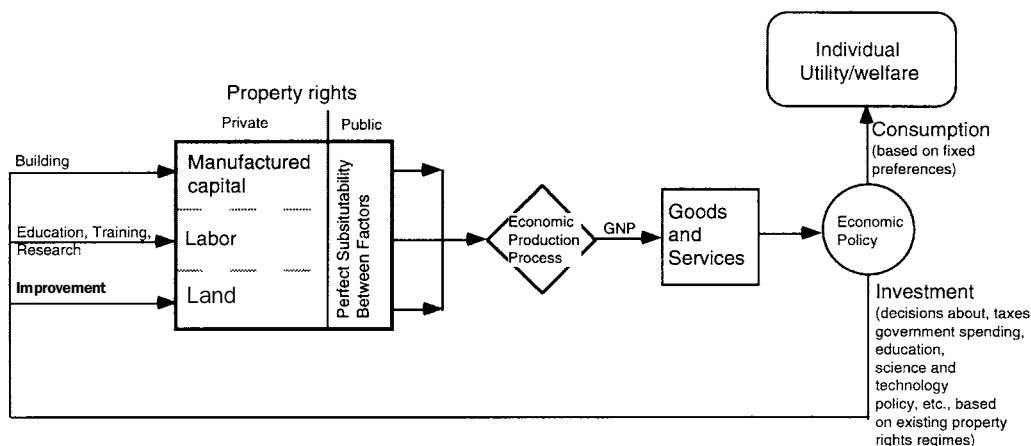 Individual
Utility/welfare
Property rights
Private
Public
Consumption
(based on fixed
preferences)
Building
Manufactured
capital
Education, Training,
Research
Labor
Improvement
Land
Perfect Subsitutability
Between Factors
Economic
Production
Process
GNP
Goods
and
Services
Economic
Policy
Investment
(decisions about, taxes
government spending,
education,
science and
technology
policy, etc., based
on existing property
rights regimes)